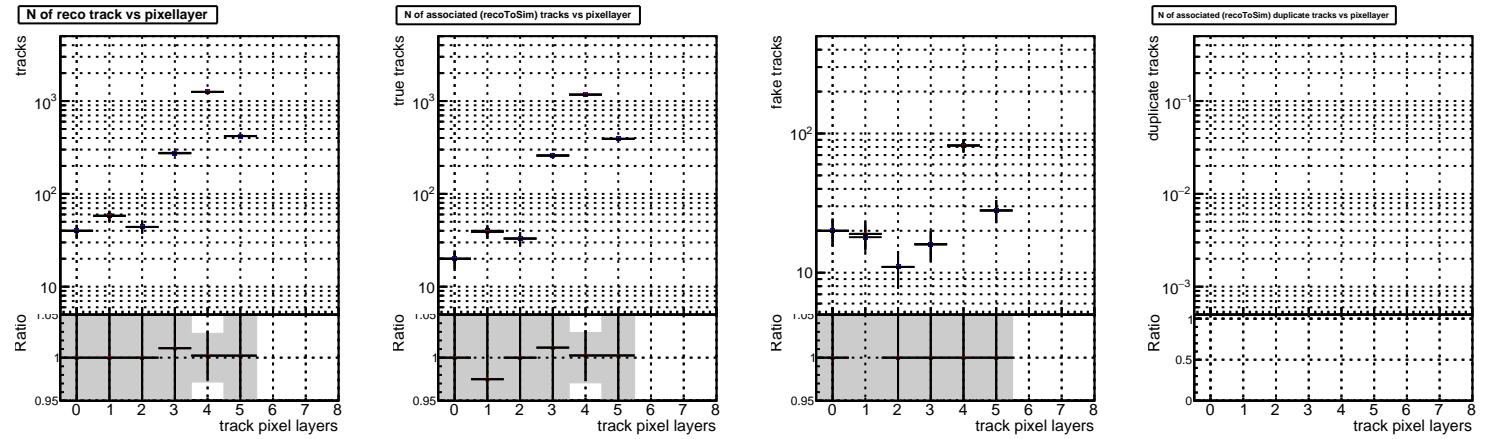 N of reco track vs pixellayer
tracks
10³
10²
10
Ratio
1.05
1
0.95
0 1 2 3 4 5 6 7 8
track pixel layers
N of associated (recoToSim) tracks vs pixellayer
true tracks
10³
10²
10
Ratio
1.05
1
0.95
0 1 2 3 4 5 6 7 8
track pixel layers
fake tracks
10²
10
Ratio
1.05
1
0.95
0 1 2 3 4 5 6 7 8
track pixel layers
N of associated (recoToSim) duplicate tracks vs pixellayer
duplicate tracks
10⁻¹
10⁻²
10⁻³
Ratio
1
0.5
0
0 1 2 3 4 5 6 7 8
track pixel layers